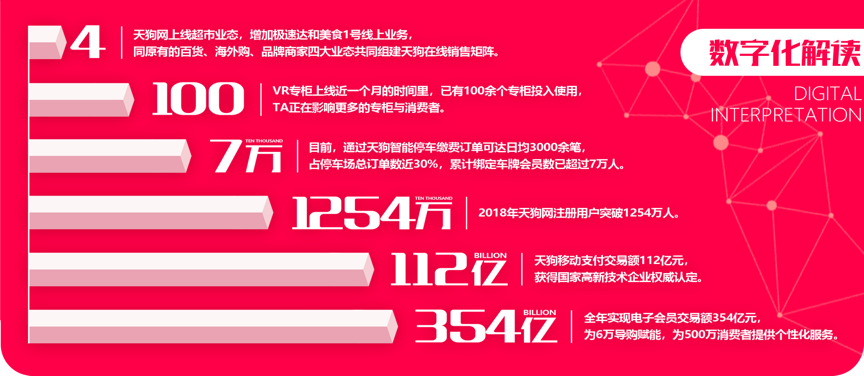 数字化解读
DIGITAL
INTERPRETATION
4
天狗网上线超市业态，增加极速达和美食1号线上业务，
同原有的百货、海外购、品牌商家四大业态共同组建天狗在线销售矩阵。
100
VR专柜上线近一个月的时间里，已有100余个专柜投入使用，
TA正在影响更多的专柜与消费者。
TEN THOUSAND
7万
目前，通过天狗智能停车缴费订单可达日均3000余笔，
占停车场总订单数近30%，累计绑定车牌会员数已超过7万人。
TEN THOUSAND
1254万
2018年天狗网注册用户突破1254万人。
BILLION
112亿
天狗移动支付交易额112亿元，
获得国家高新技术企业权威认定。
BILLION
354亿
全年实现电子会员交易额354亿元，
为6万导购赋能，为500万消费者提供个性化服务。